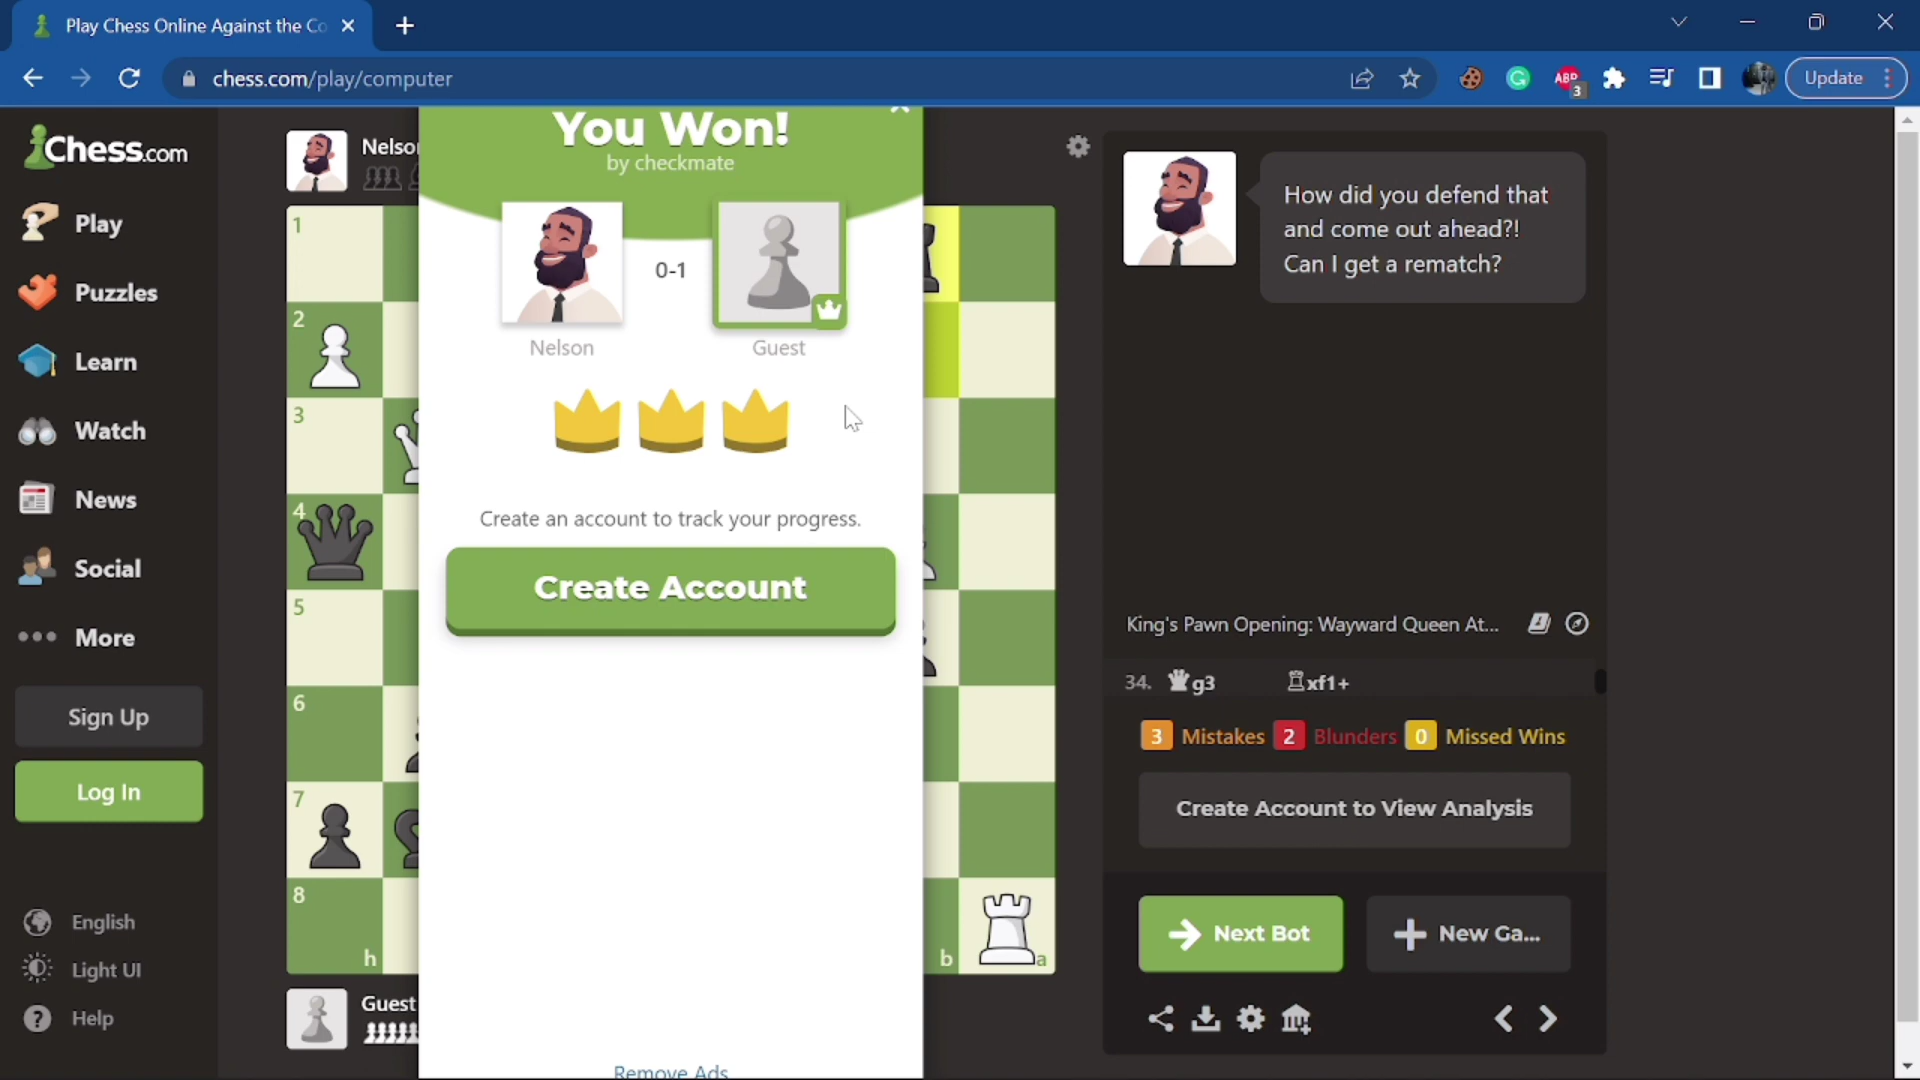 Play Chess Online Against the Co
chess.com/play/computer
ABP
3
Update
Chess.com
Play
Puzzles
Learn
Watch
News
Social
More
Sign Up
Log In
English
Light UI
Help
Nelson
1
2
3
4
5
6
7
8
h
b
a
Guest
You Won!
by checkmate
0-1
Nelson
Guest
Create an account to track your progress.
Create Account
Remove Ads
How did you defend that
and come out ahead?!
Can I get a rematch?
King's Pawn Opening: Wayward Queen At...
34. g3 xf1+
3 Mistakes 2 Blunders 0 Missed Wins
Create Account to View Analysis
Next Bot
New Ga...